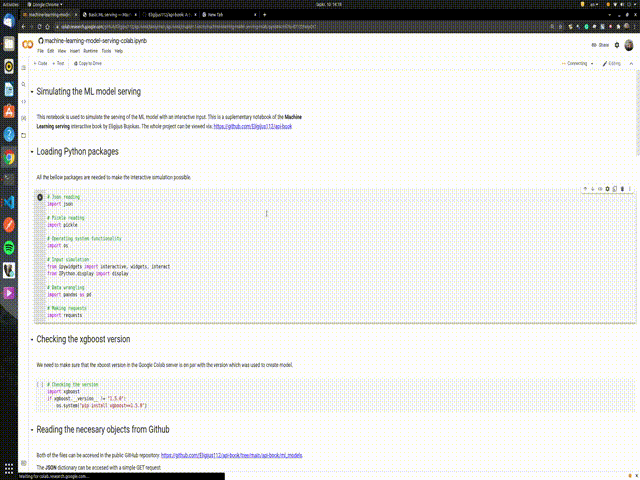 Google Chrome
lapkr. 10 14:18
Basic ML serving — Ma
Eligijus112/api-book: A
New Tab
machine-learning-model-serving-colab.ipynb
Share
File Edit View Insert Runtime Tools Help
+ Code + Text Copy to Drive
Connecting
Editing
Simulating the ML model serving
This notebook is used to simulate the serving of the ML model with an interactive input. This is a suplementary notebook of the Machine
Learning serving interactive book by Eligijus Bujokas. The whole project can be viewed via: https://github.com/Eligijus112/api-book
Loading Python packages
All the bellow packages are needed to make the interactive simulation possible.
# Json reading
import json
# Pickle reading
import pickle
# Operating system functionality
import os
# Input simulation
from ipywidgets import interactive, widgets, interact
from IPython.display import display
# Data wrangling
import pandas as pd
# Making requests
import requests
Checking the xgboost version
We need to make sure that the xboost version in the Google Colab server is on par with the version which was used to create model.
[ ] # Checking the version
import xgboost
if xgboost.__version__ != "1.5.0":
os.system("pip install xgboost==1.5.0")
Reading the necesary objects from Github
Both of the files can be accesed in the public GitHub repository: https://github.com/Eligijus112/api-book/tree/main/api-book/ml_models.
The JSON dictionary can be accesed with a simple GET request:
Waiting for colab.research.google.com...